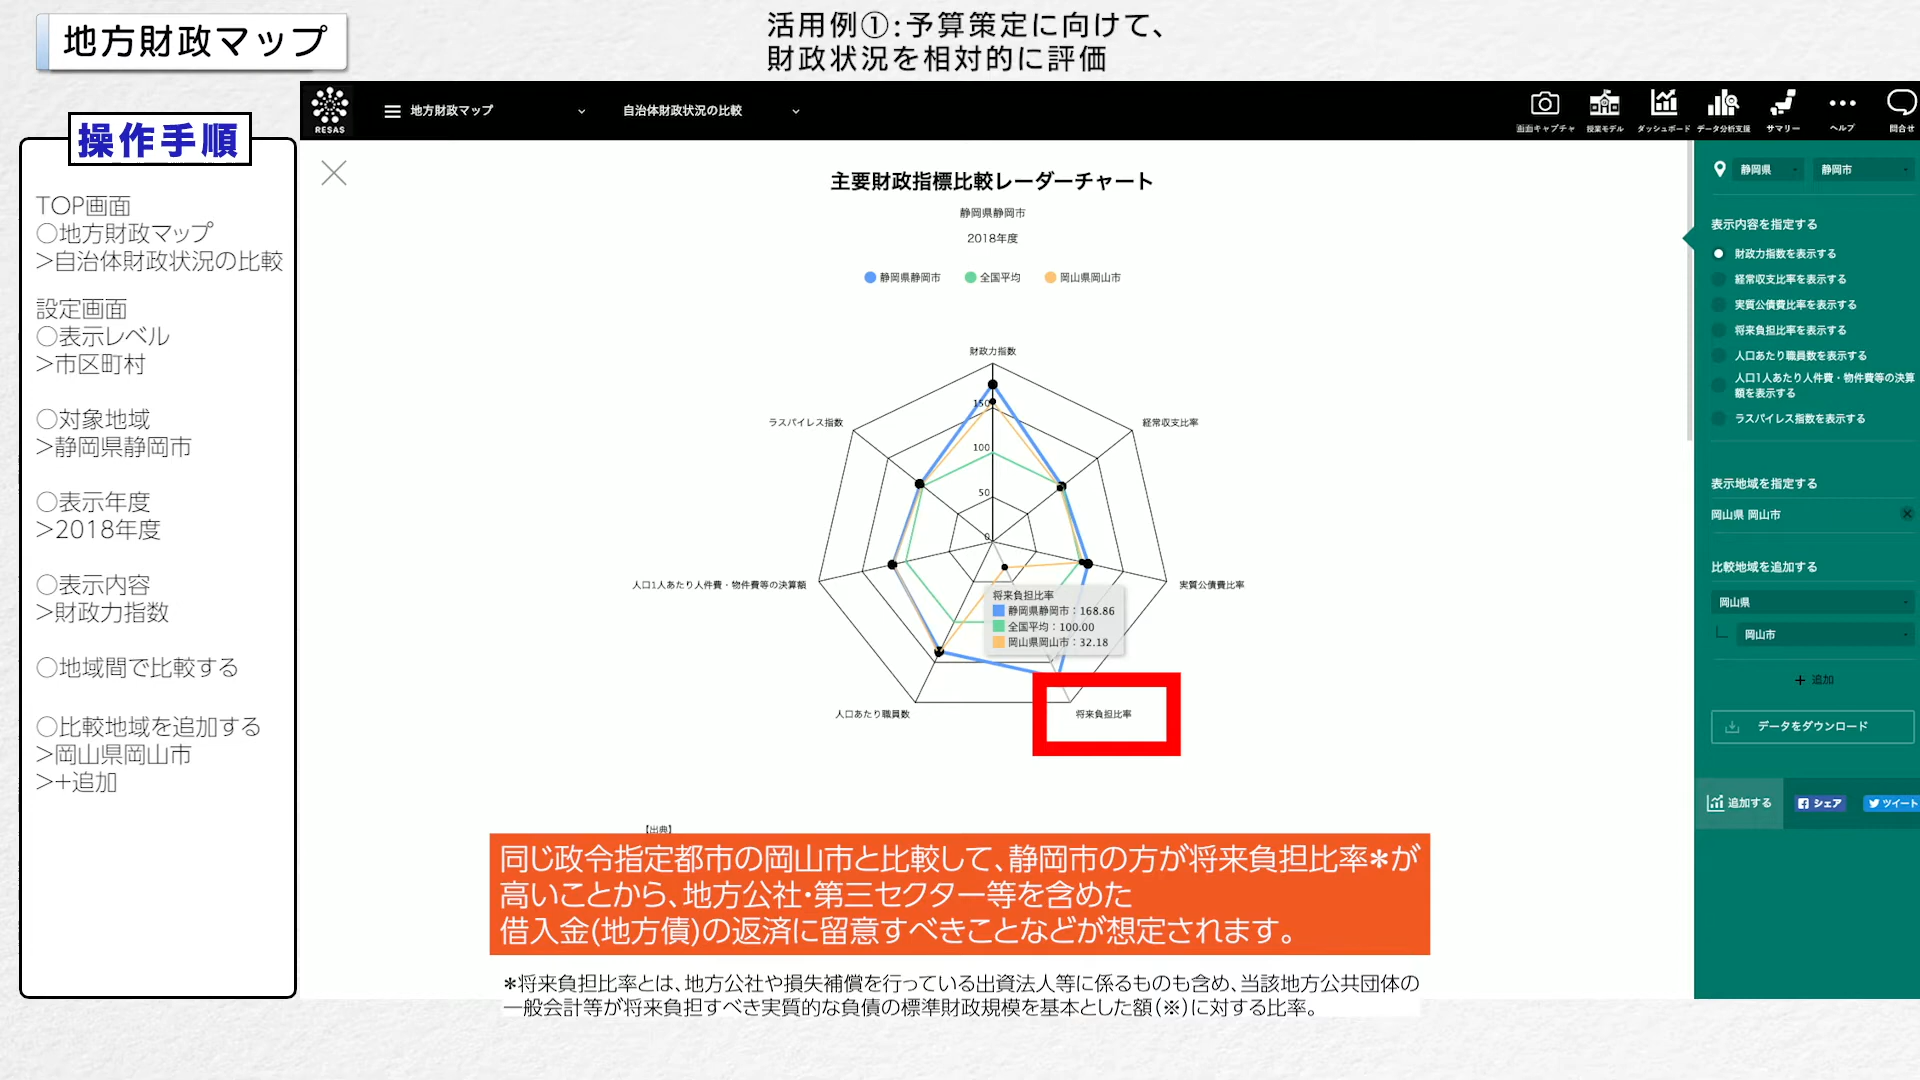 地方財政マップ
活用例①:予算策定に向けて、
財政状況を相対的に評価
操作手順
TOP画面
○地方財政マップ
>自治体財政状況の比較
設定画面
○表示レベル
>市区町村
○対象地域
>静岡県静岡市
○表示年度
>2018年度
○表示内容
>財政力指数
○地域間で比較する
○比較地域を追加する
>岡山県岡山市
>+追加
RESAS
地方財政マップ
自治体財政状況の比較
画面キャプチャ
授業モデル
ダッシュボード
データ分析支援
サマリー
ヘルプ
問合せ
主要財政指標比較レーダーチャート
静岡県静岡市
2018年度
静岡県静岡市 全国平均 岡山県岡山市
財政力指数
経常収支比率
実質公債費比率
将来負担比率
人口あたり職員数
人口1人あたり人件費・物件費等の決算額
ラスパイレス指数
150
100
50
0
将来負担比率
静岡県静岡市:168.86
全国平均:100.00
岡山県岡山市:32.18
【出典】
同じ政令指定都市の岡山市と比較して、静岡市の方が将来負担比率*が
高いことから、地方公社・第三セクター等を含めた
借入金(地方債)の返済に留意すべきことなどが想定されます。
*将来負担比率とは、地方公社や損失補償を行っている出資法人等に係るものも含め、当該地方公共団体の
一般会計等が将来負担すべき実質的な負債の標準財政規模を基本とした額(※)に対する比率。
静岡県
静岡市
表示内容を指定する
財政力指数を表示する
経常収支比率を表示する
実質公債費比率を表示する
将来負担比率を表示する
人口あたり職員数を表示する
人口1人あたり人件費・物件費等の決算
額を表示する
ラスパイレス指数を表示する
表示地域を指定する
岡山県 岡山市
比較地域を追加する
岡山県
岡山市
+ 追加
データをダウンロード
追加する
シェア
ツイート